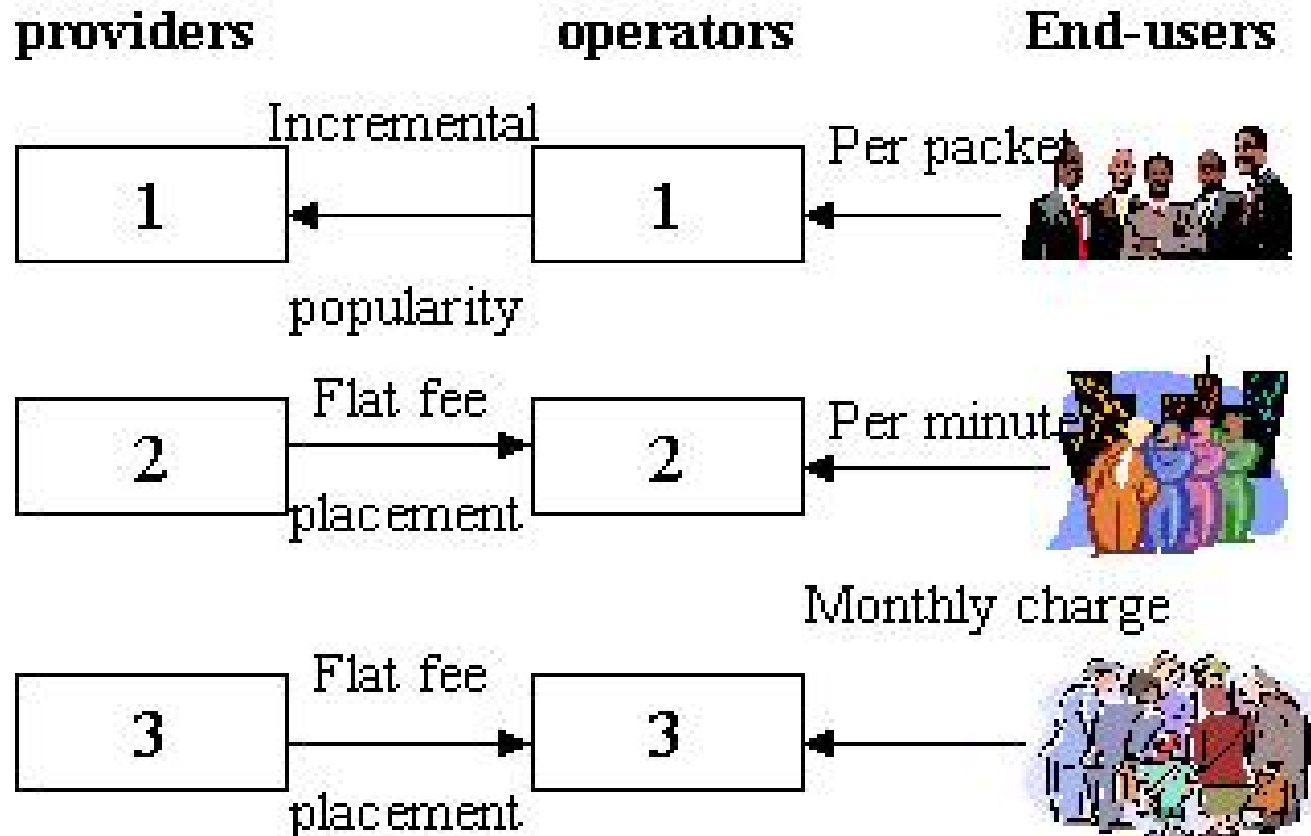 providers operators End-users
Incremental
Per packet
1 1
popularity
Flat fee
Per minute
2 2
placement
Monthly charge
Flat fee
3 3
placement